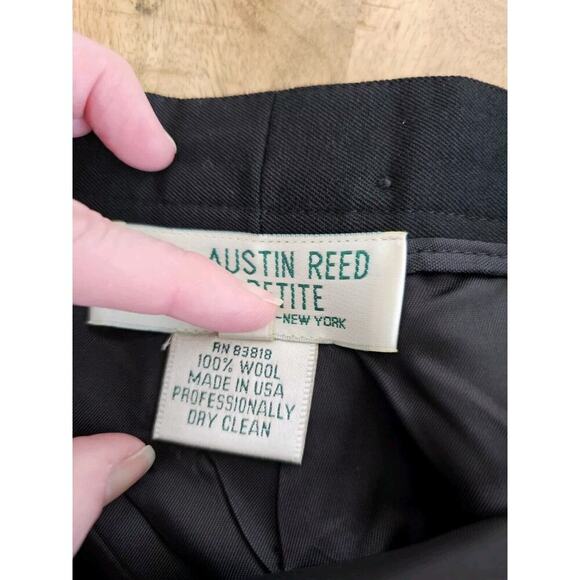 AUSTIN REED
PETITE
-NEW YORK
RN 83818
100% WOOL
MADE IN USA
PROFESSIONALLY
DRY CLEAN